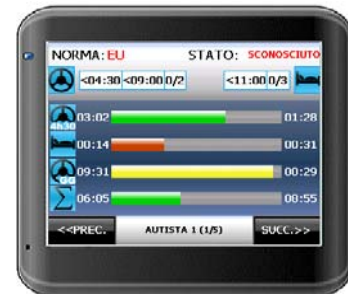 NORMA: EU STATO: SCONOSCIUTO
<04:30 <09:00 0/2 <11:00 0/3
4h30 03:02 01:28
00:14 00:31
GG 09:31 00:29
Σ 06:05 00:55
<<PREC. AUTISTA 1 (1/5) SUCC.>>